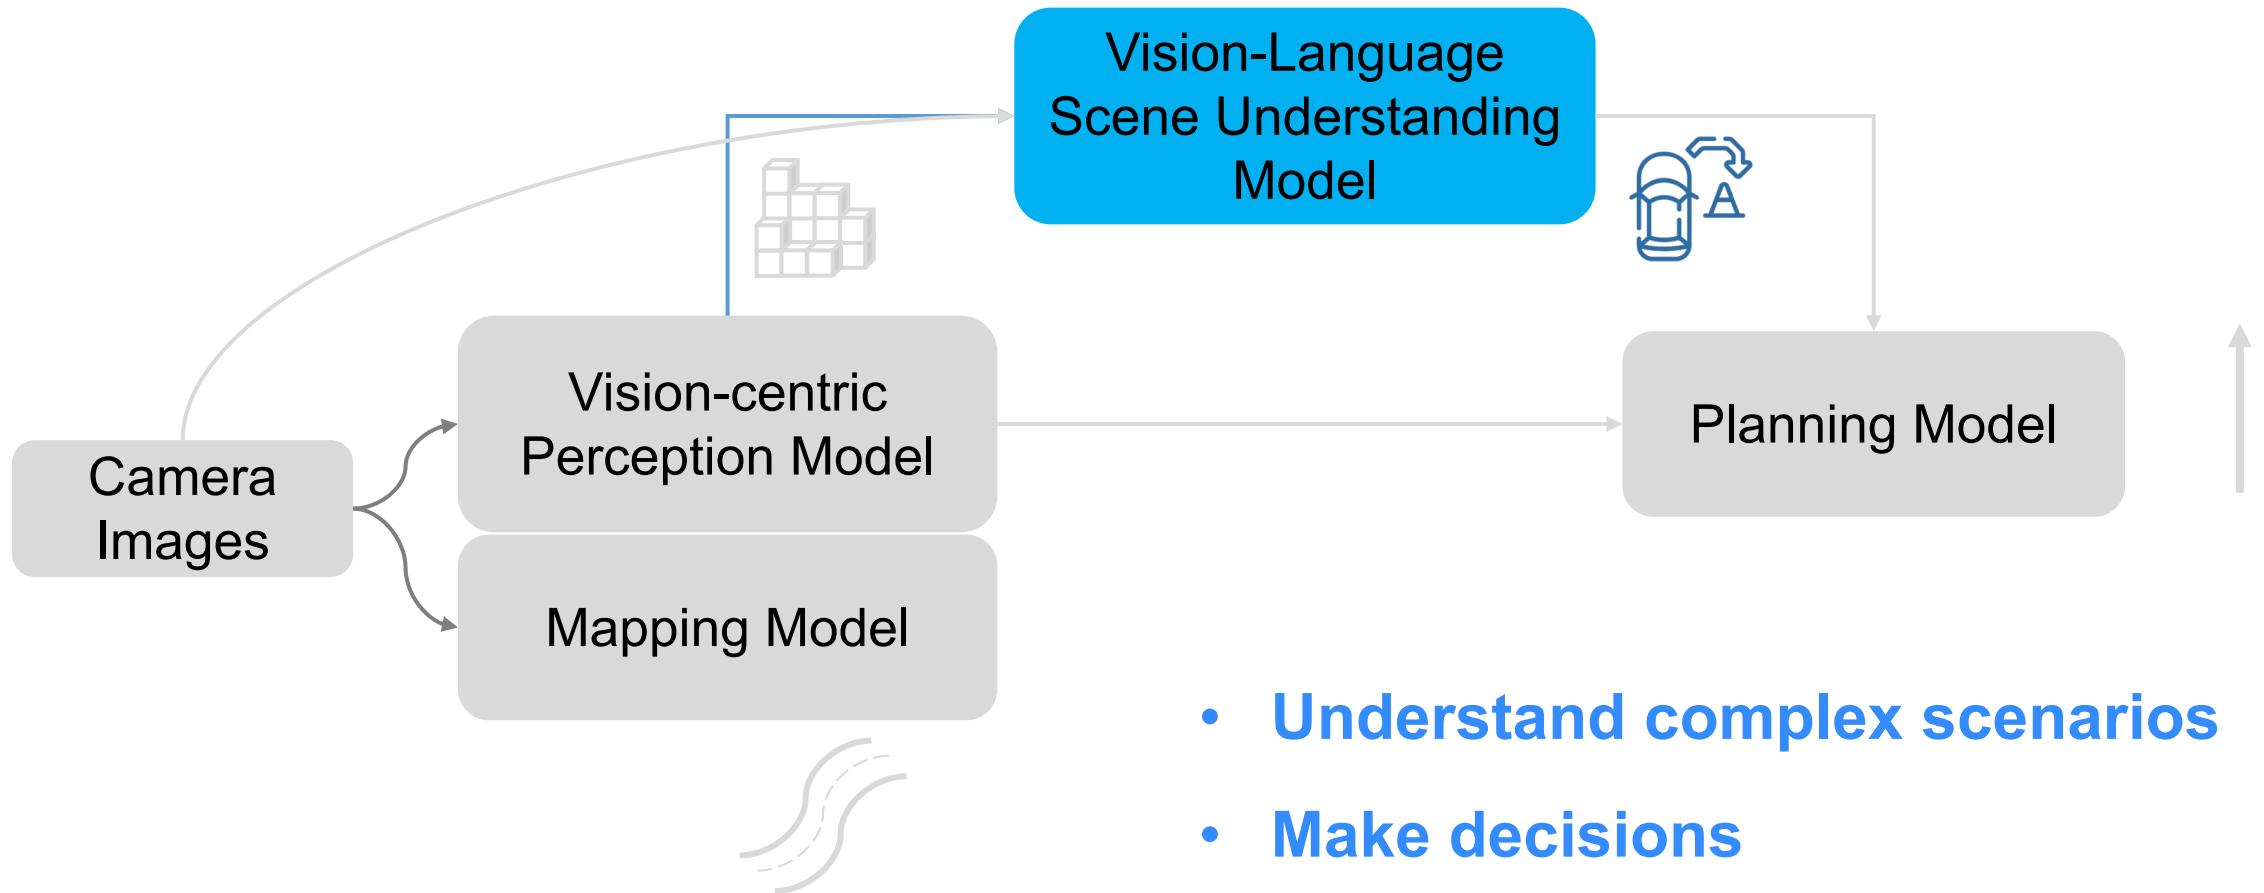 Vision-Language
Scene Understanding
Model
Vision-centric
Perception Model
Planning Model
Camera
Images
Mapping Model
• Understand complex scenarios
• Make decisions